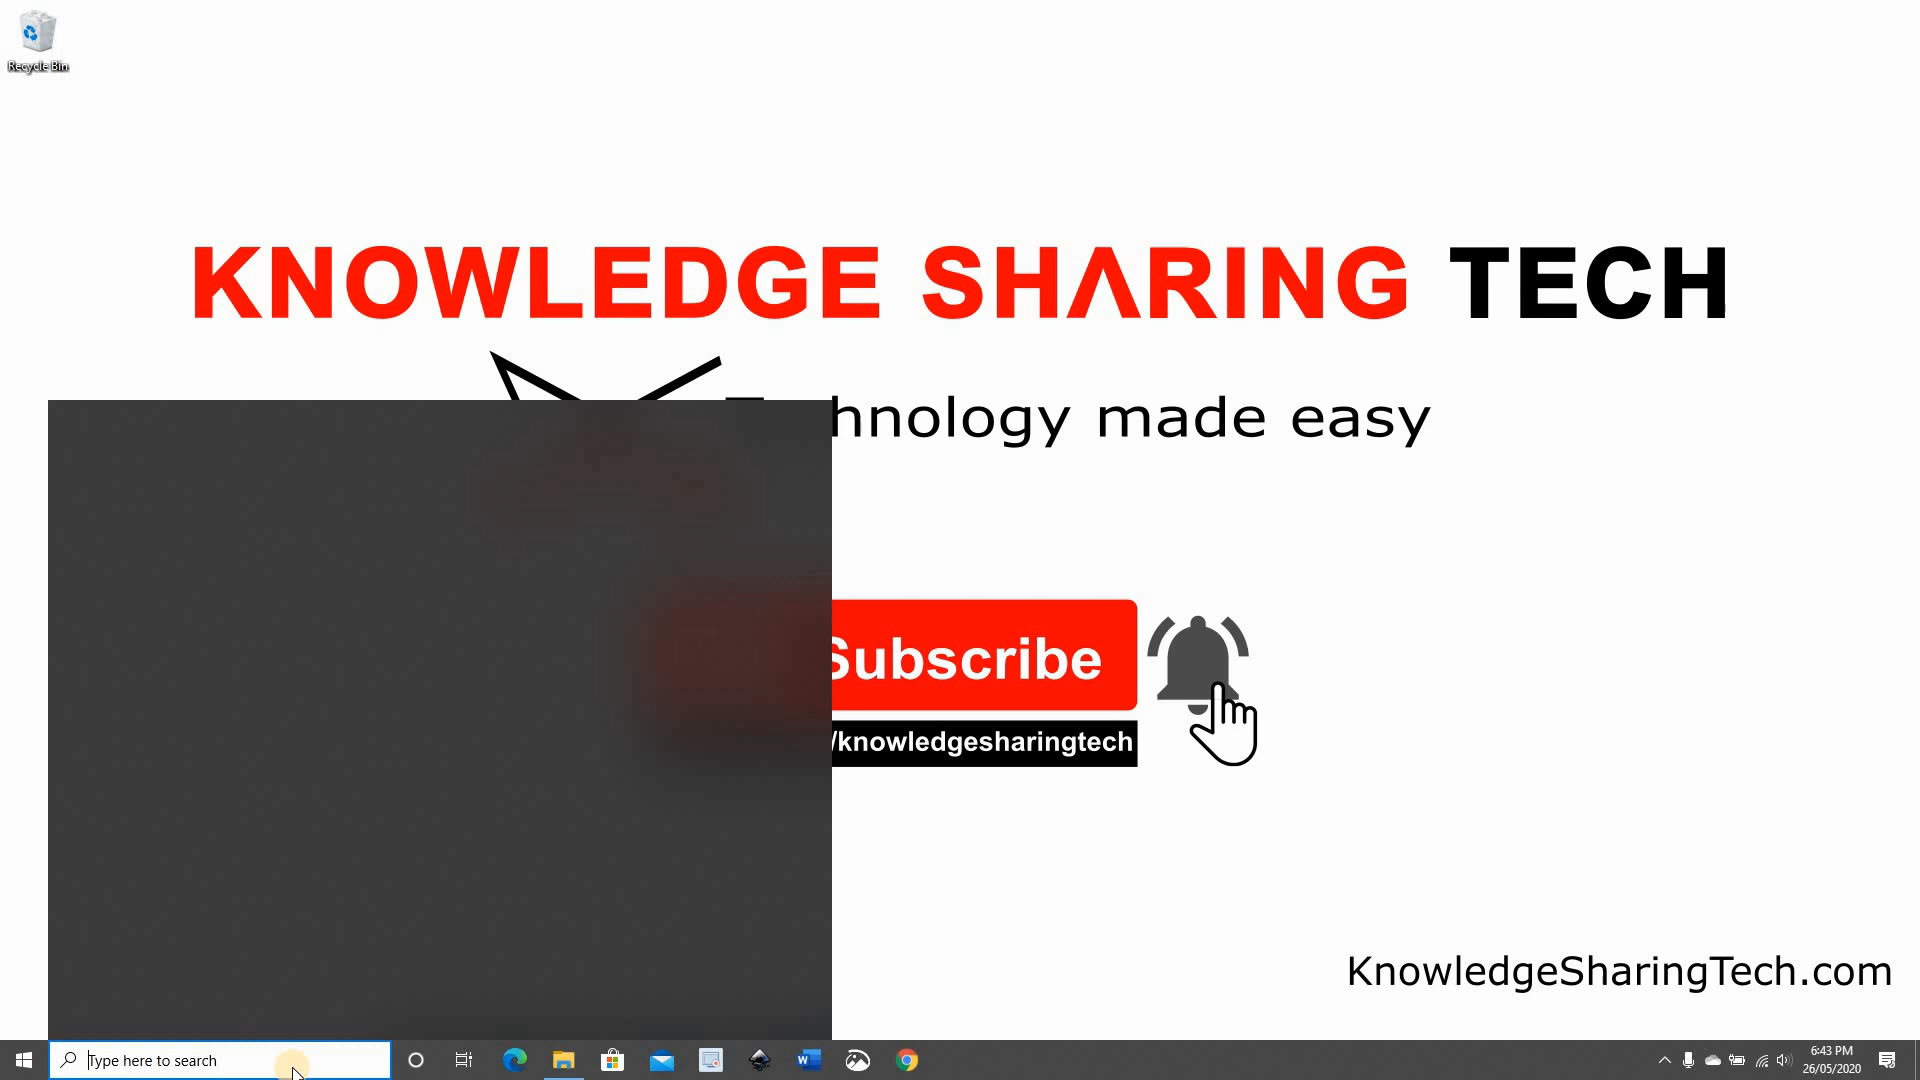 Recycle Bin
KNOWLEDGE SHARING TECH
hnology made easy
Subscribe
/knowledgesharingtech
KnowledgeSharingTech.com
Type here to search
6:43 PM
26/05/2020